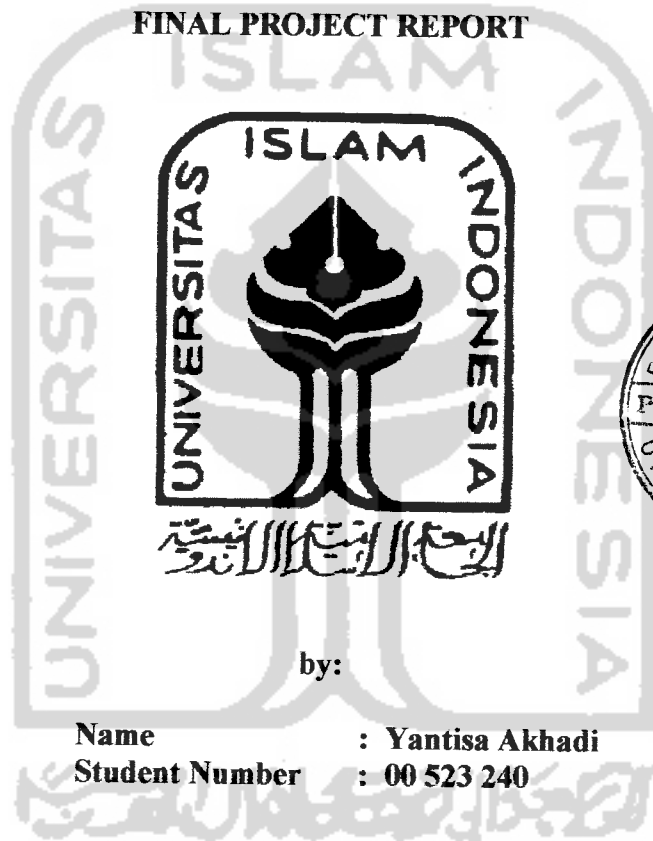 FINAL PROJECT REPORT
UNIVERSITAS ISLAM INDONESIA
by:
Name : Yantisa Akhadi
Student Number : 00 523 240